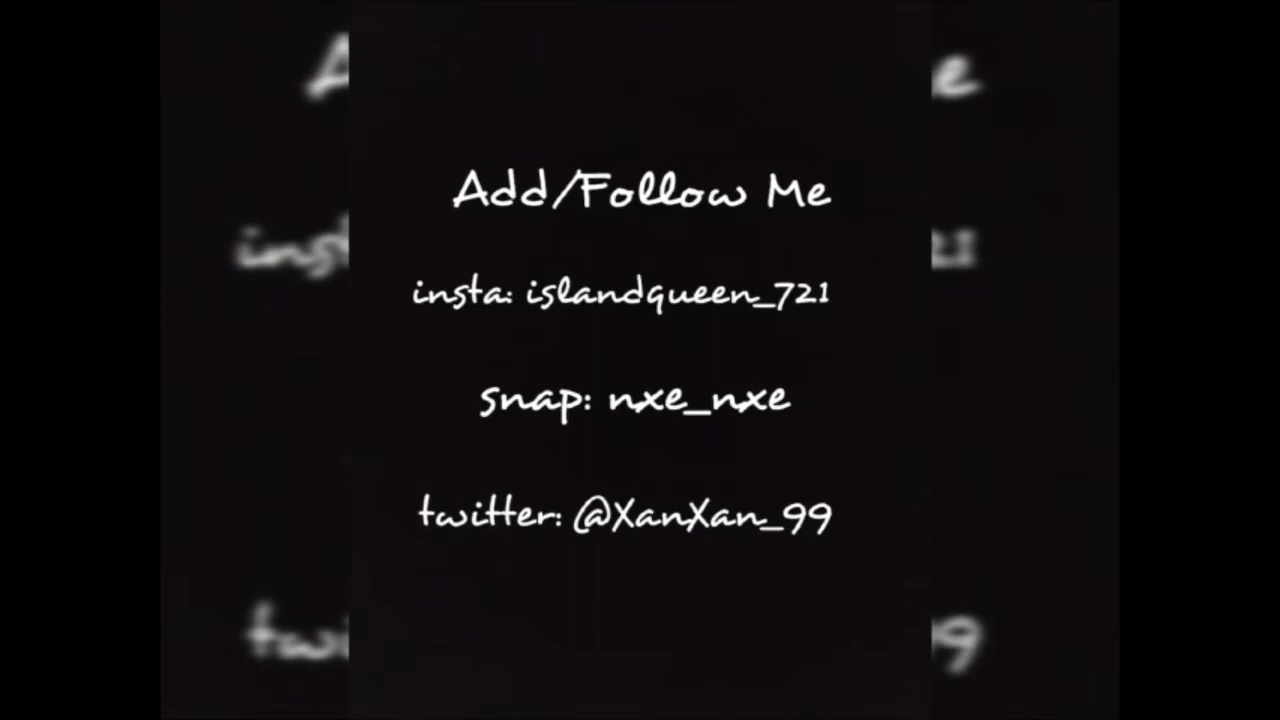 Add/Follow Me
insta: islandqueen_721
snap: nxe_nxe
twitter: @XanXan_99